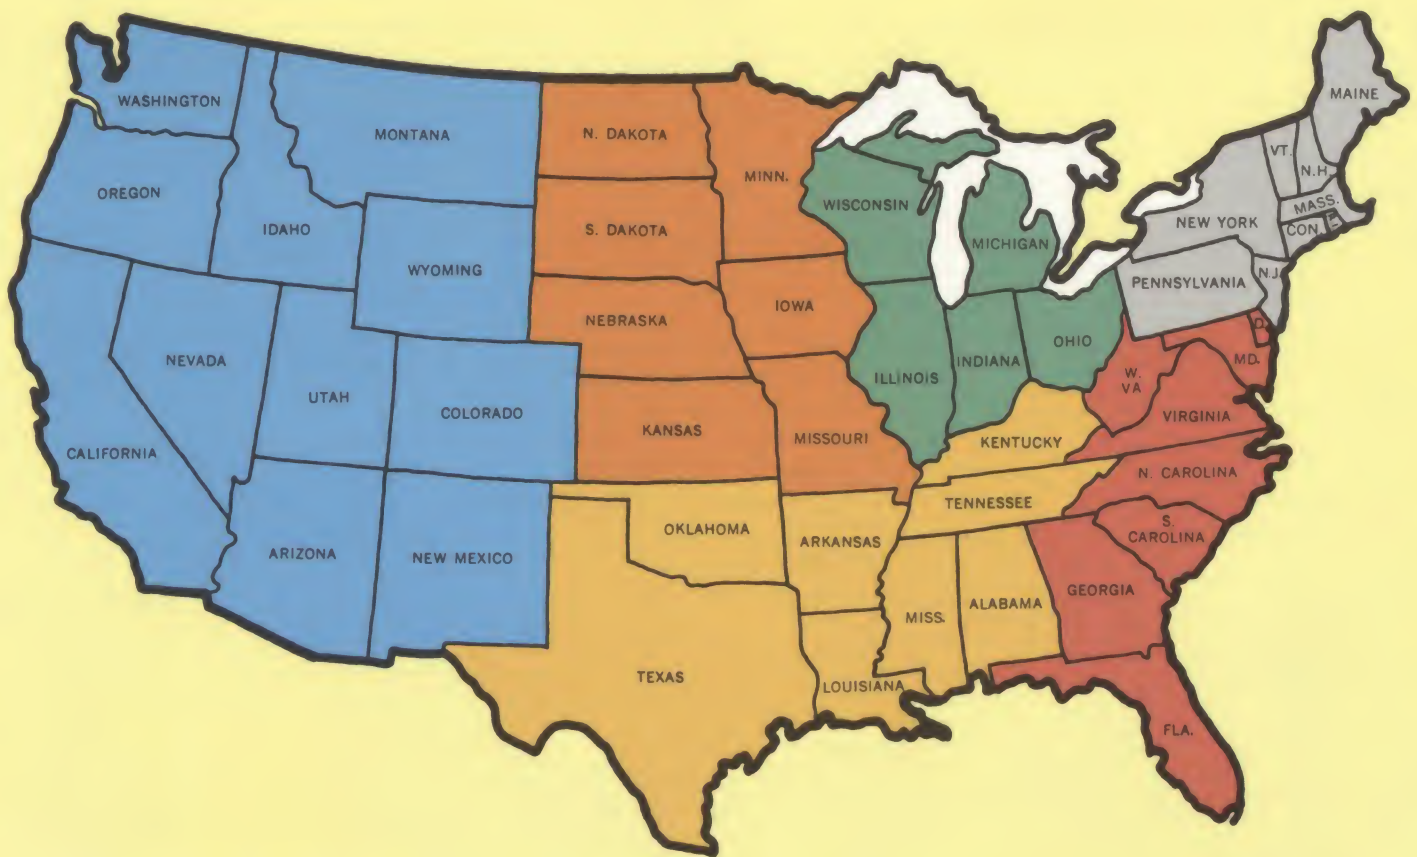 MAINE
WASHINGTON
MONTANA
N. DAKOTA
VT.
N.H.
MINN.
OREGON
WISCONSIN
MASS.
NEW YORK
CON.
IDAHO
S. DAKOTA
MICHIGAN
WYOMING
N.J.
PENNSYLVANIA
IOWA
NEBRASKA
D.
OHIO
NEVADA
INDIANA
MD.
ILLINOIS
W.
VA
UTAH
COLORADO
VIRGINIA
KANSAS
MISSOURI
KENTUCKY
CALIFORNIA
N. CAROLINA
TENNESSEE
OKLAHOMA
S.
CAROLINA
ARKANSAS
ARIZONA
NEW MEXICO
GEORGIA
ALABAMA
MISS.
TEXAS
LOUISIANA
FLA.